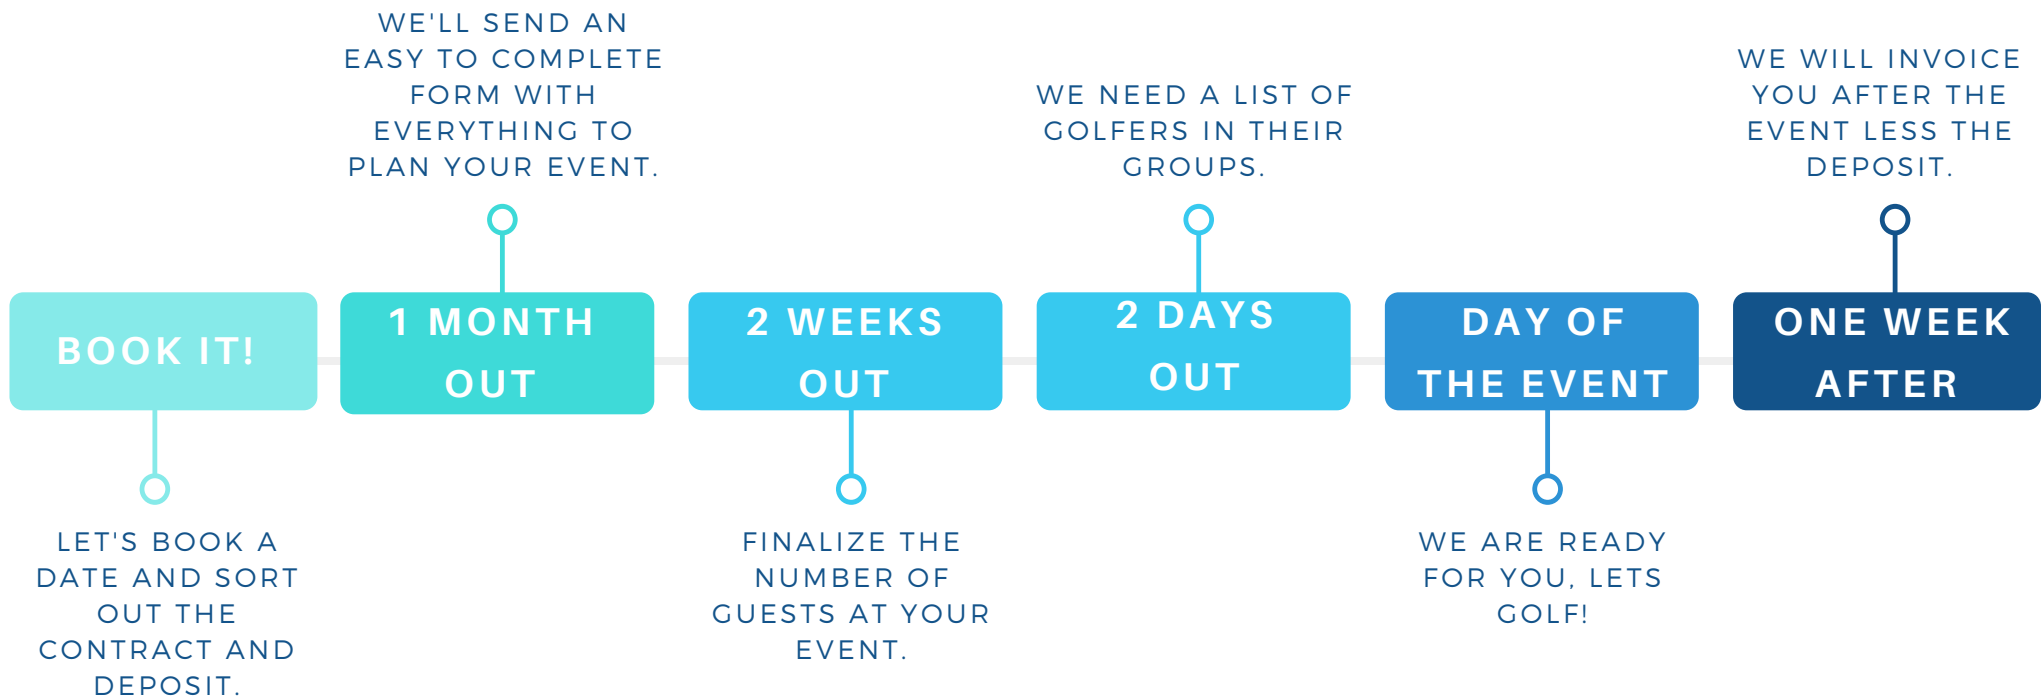 BOOK IT!
LET'S BOOK A
DATE AND SORT
OUT THE
CONTRACT AND
DEPOSIT.
WE'LL SEND AN
EASY TO COMPLETE
FORM WITH
EVERYTHING TO
PLAN YOUR EVENT.
1 MONTH
OUT
2 WEEKS
OUT
FINALIZE THE
NUMBER OF
GUESTS AT YOUR
EVENT.
WE NEED A LIST OF
GOLFERS IN THEIR
GROUPS.
2 DAYS
OUT
DAY OF
THE EVENT
WE ARE READY
FOR YOU, LETS
GOLF!
WE WILL INVOICE
YOU AFTER THE
EVENT LESS THE
DEPOSIT.
ONE WEEK
AFTER